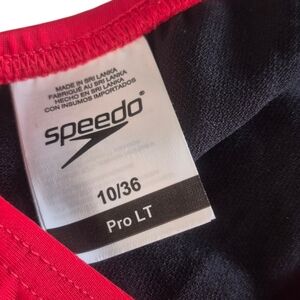 MADE IN SRI LANKA
FABRIQUÉ AU SRI LANKA
HECHO EN SRI LANKA
CON INSUMOS IMPORTADOS
speedo®
10/36
Pro LT